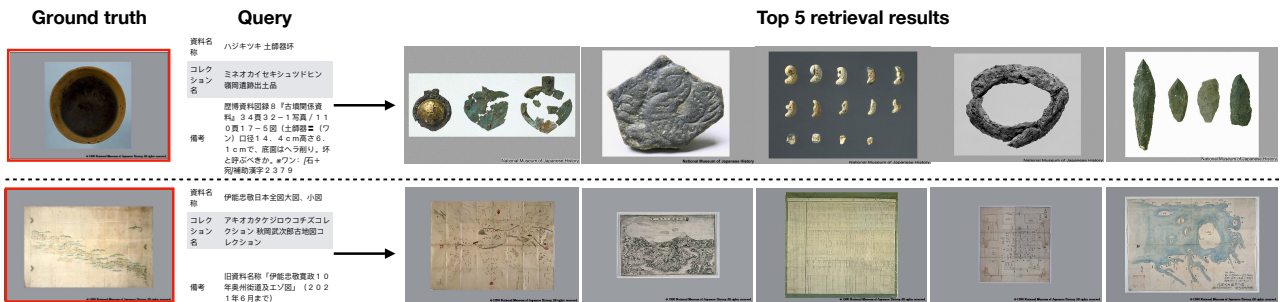 Ground truth
Query
Top 5 retrieval results
資料名
称
ハジキツキ 土師器坏
コレク
ション
名
ミネオカイセキシュツドヒン
嶺岡遺跡出土品
備考
歴博資料図録8『古墳関係資
料』34頁32−1写真/11
0頁17−5図(土師器〓(ワ
ン)口径14.4cm高さ6.
1cmで、底面はヘラ削り。坏
と呼ぶべきか。※ワン:「石+
宛」補助漢字2379
National Museum of Japanese History
National Museum of Japanese History
National Museum of Japanese History
National Museum of Japanese History
National Museum of Japanese History
資料名
称
伊能忠敬日本全図大図、小図
コレク
ション
名
アキオカタケジロウコチズコレ
クション 秋岡武次郎古地図コ
レクション
備考
旧資料名称「伊能忠敬寛政10
年奥州街道及エゾ図」(202
1年6月まで)